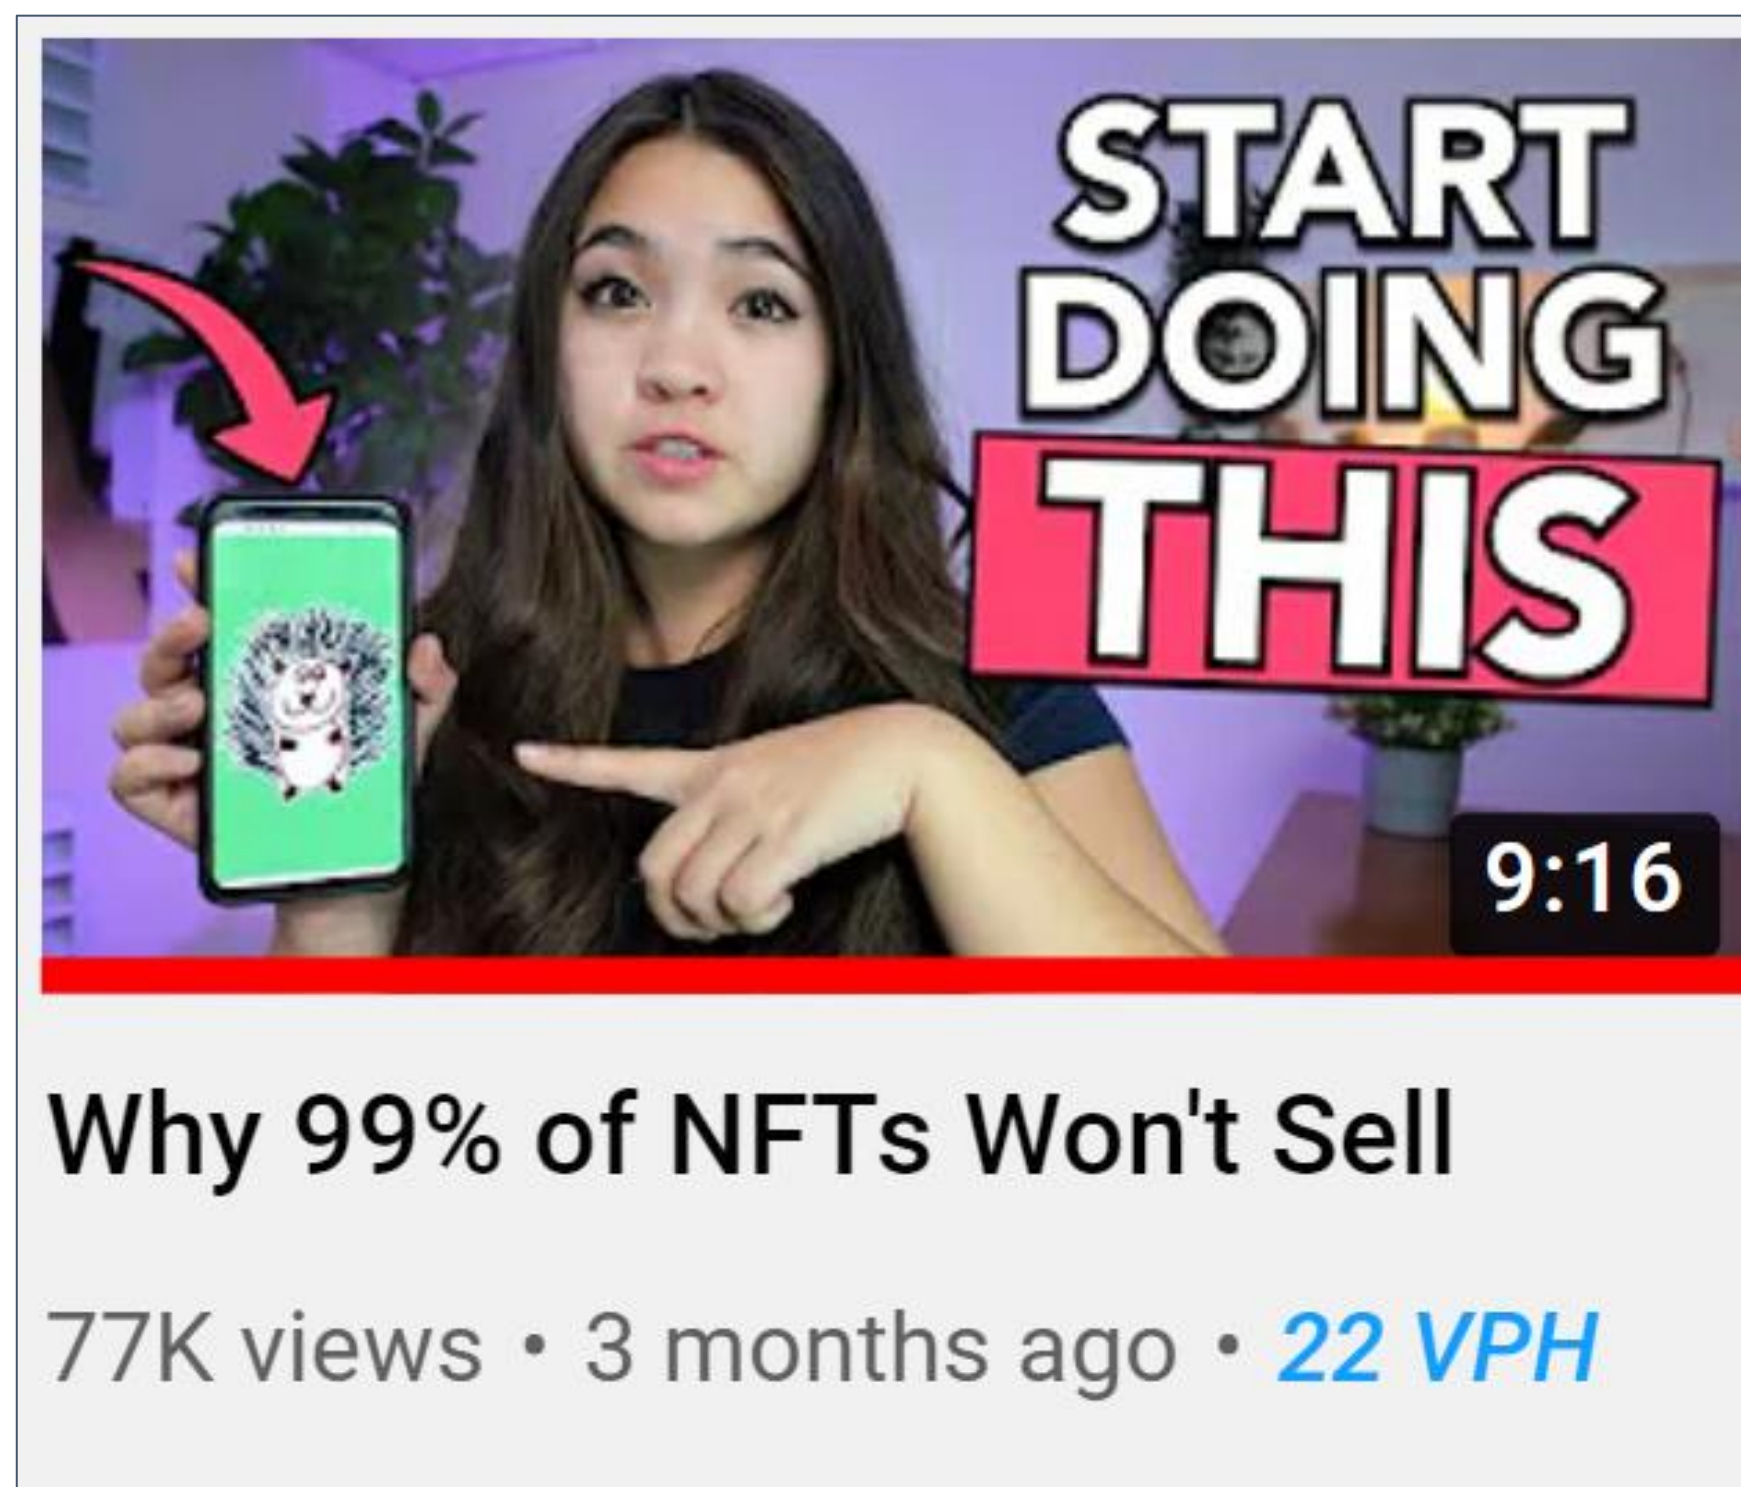 START
DOING
THIS
9:16
Why 99% of NFTs Won't Sell
77K views • 3 months ago • 22 VPH